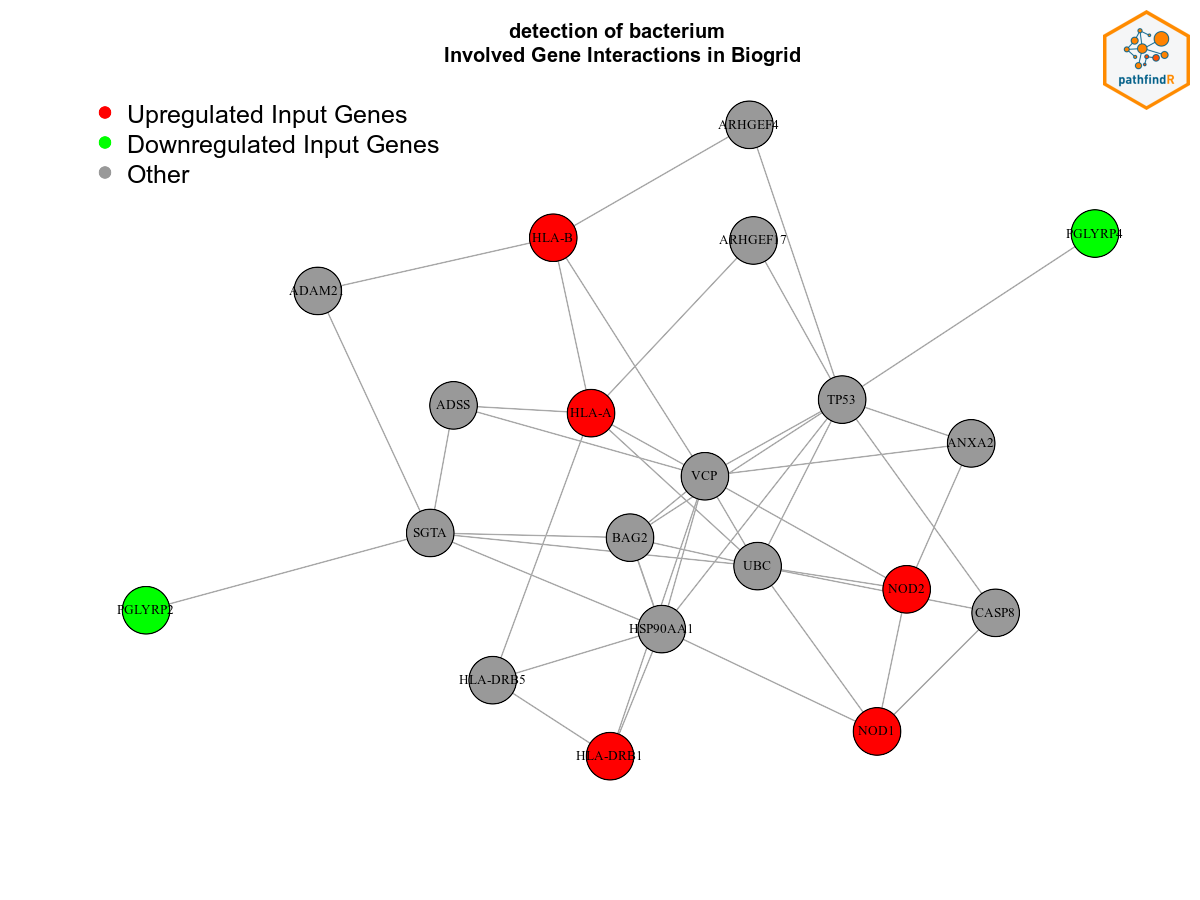 detection of bacterium
Involved Gene Interactions in Biogrid
pathfindR
Upregulated Input Genes
Downregulated Input Genes
Other
ARHGEF4
HLA-B
ARHGEF17
PGLYRP4
ADAM21
ADSS
HLA-A
TP53
ANXA2
VCP
SGTA
BAG2
UBC
NOD2
PGLYRP2
CASP8
HSP90AA1
HLA-DRB5
NOD1
HLA-DRB1